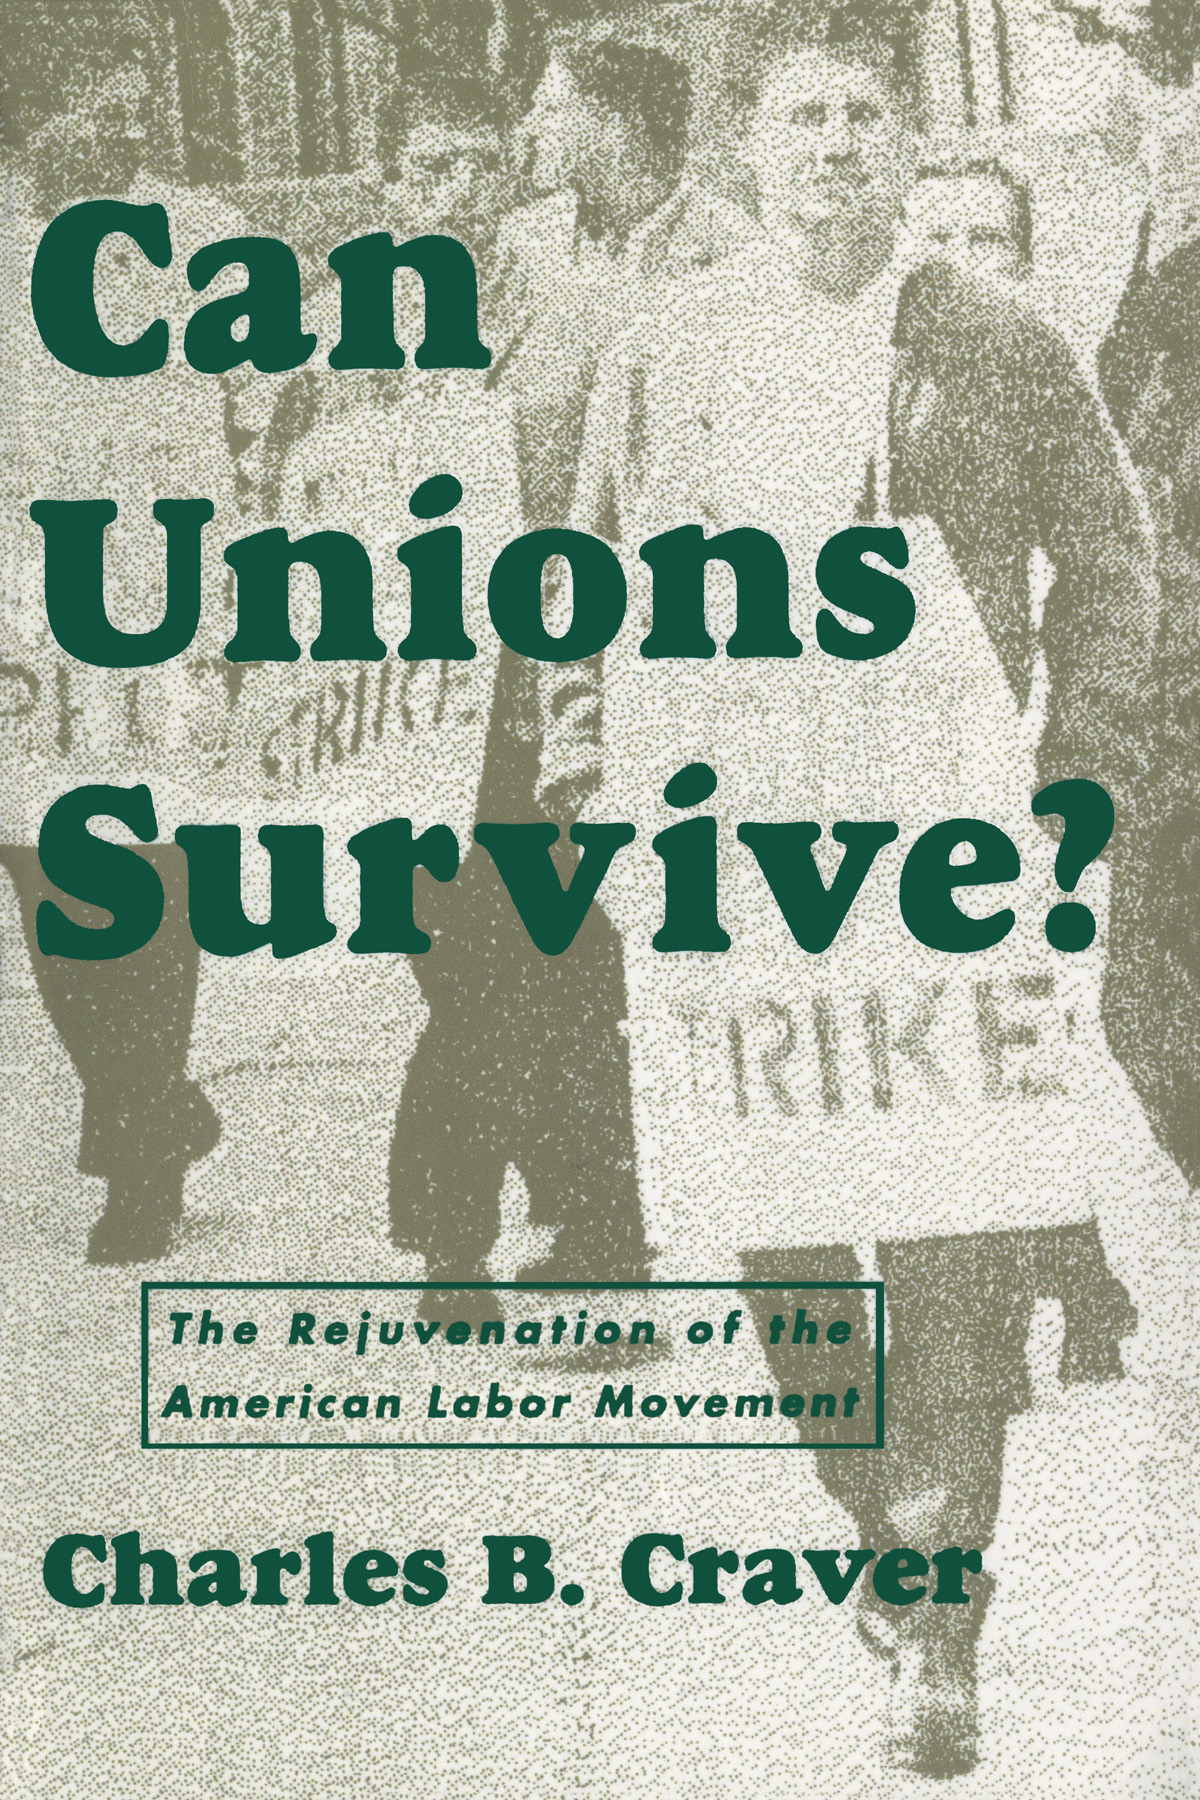 Can
Unions
Survive?
The Rejuvenation of the
American Labor Movement
Charles B. Craver